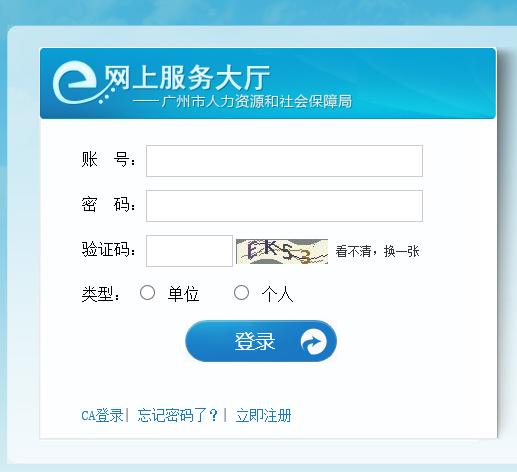 网上服务大厅
——广州市人力资源和社会保障局
账 号：
密 码：
验证码： EKS3 看不清，换一张
类型： 单位 个人
登录
CA登录| 忘记密码了？| 立即注册